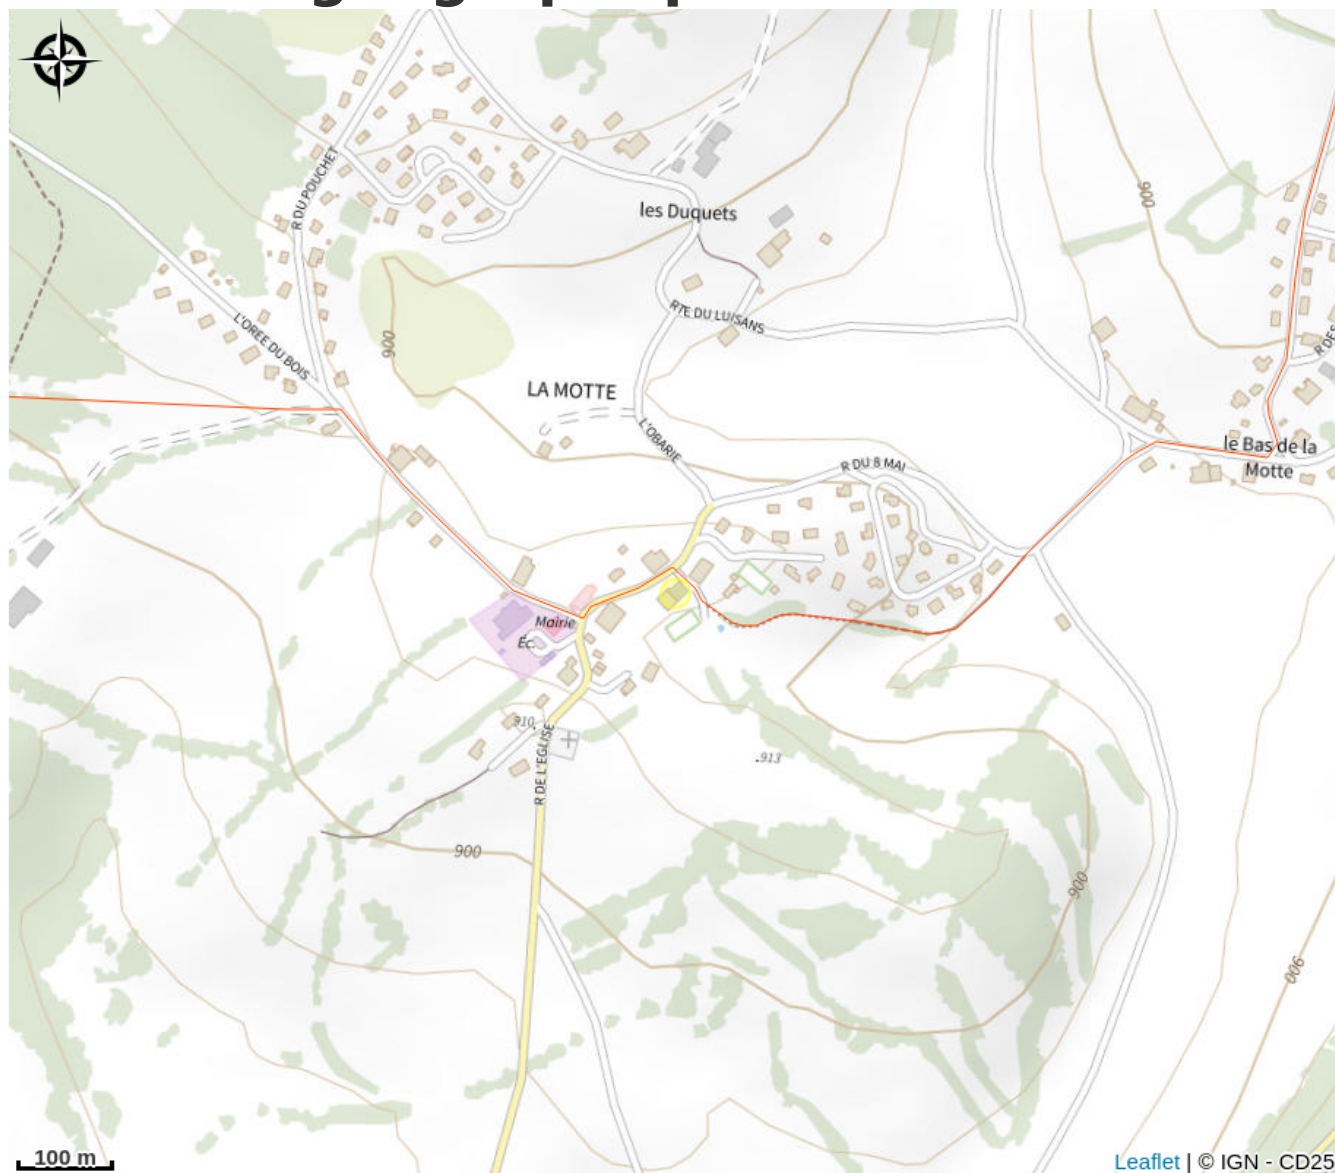 R DU POUCHET
900
les Duquets
RTE DU LUISANS
L'OREE DU BOIS
900
LA MOTTE
L'OBARIE
R DU 8 MAI
R DES
le Bas de la
Motte
Mairie
Éc.
910
R DE L'EGLISE
913
900
900
900
100 m
Leaflet | © IGN - CD25